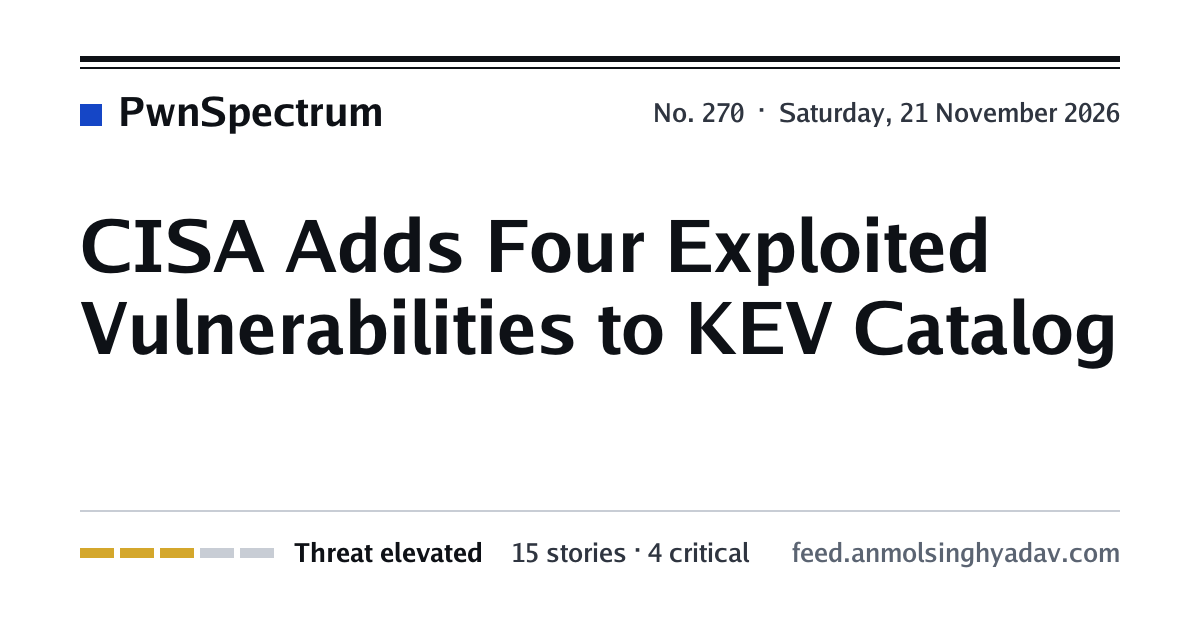 PwnSpectrum
No. 270 · Saturday, 21 November 2026
CISA Adds Four Exploited
Vulnerabilities to KEV Catalog
Threat elevated
15 stories · 4 critical
feed.anmolsinghyadav.com